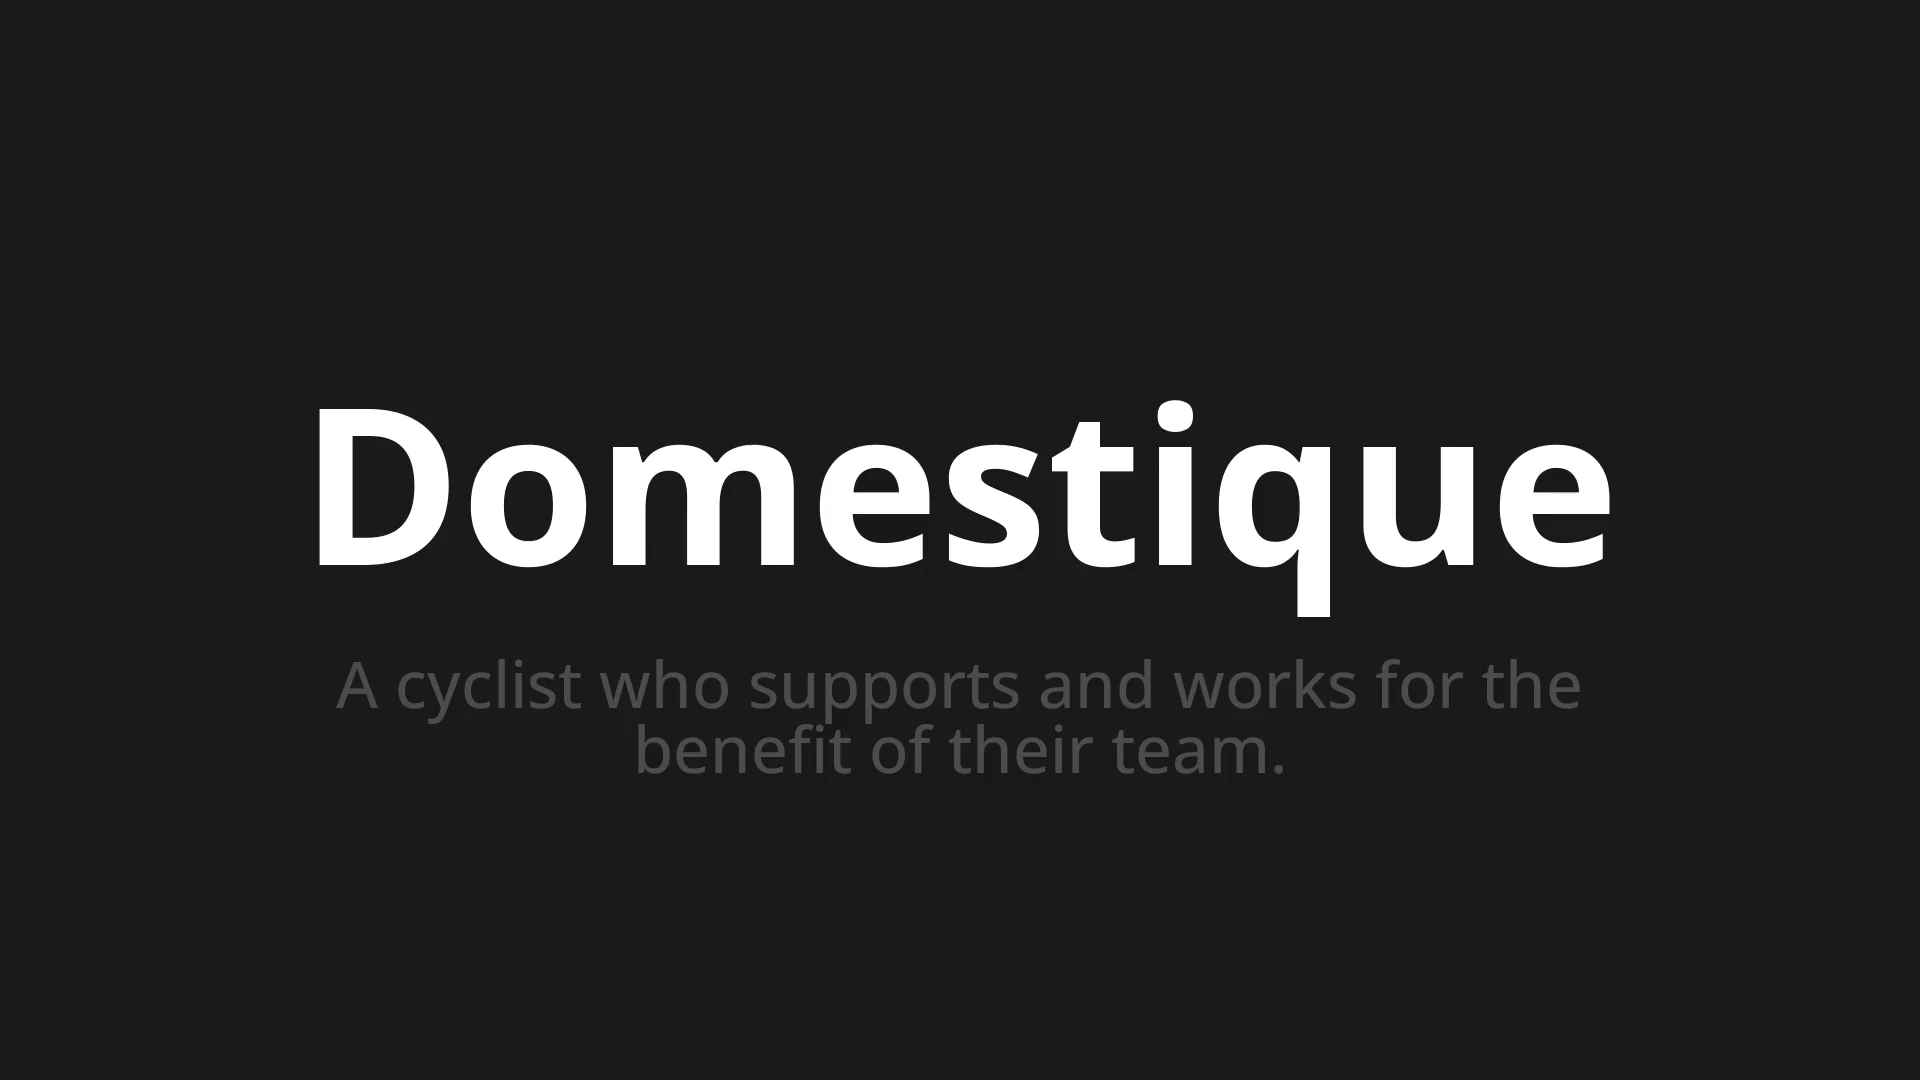 Domestique
A cyclist who supports and works for the
benefit of their team.